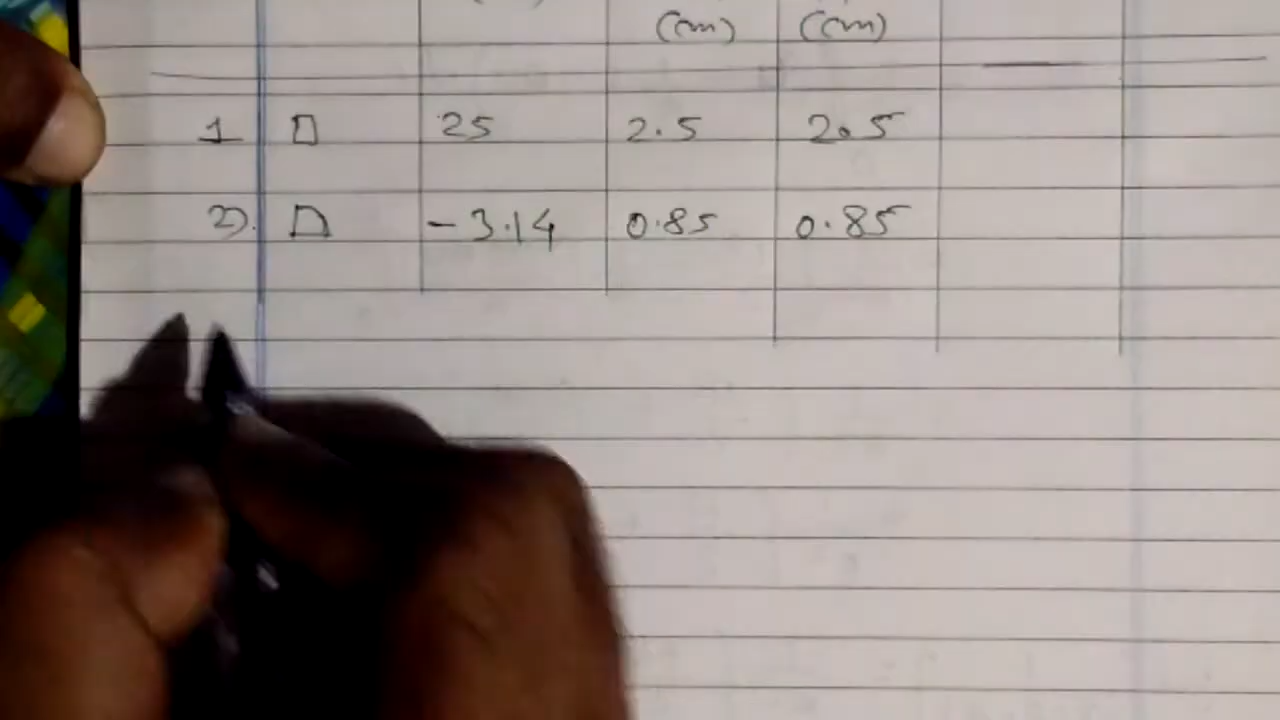 (cm) (cm)
1 □ 25 2.5 2.5
2). □ -3.14 0.85 0.85